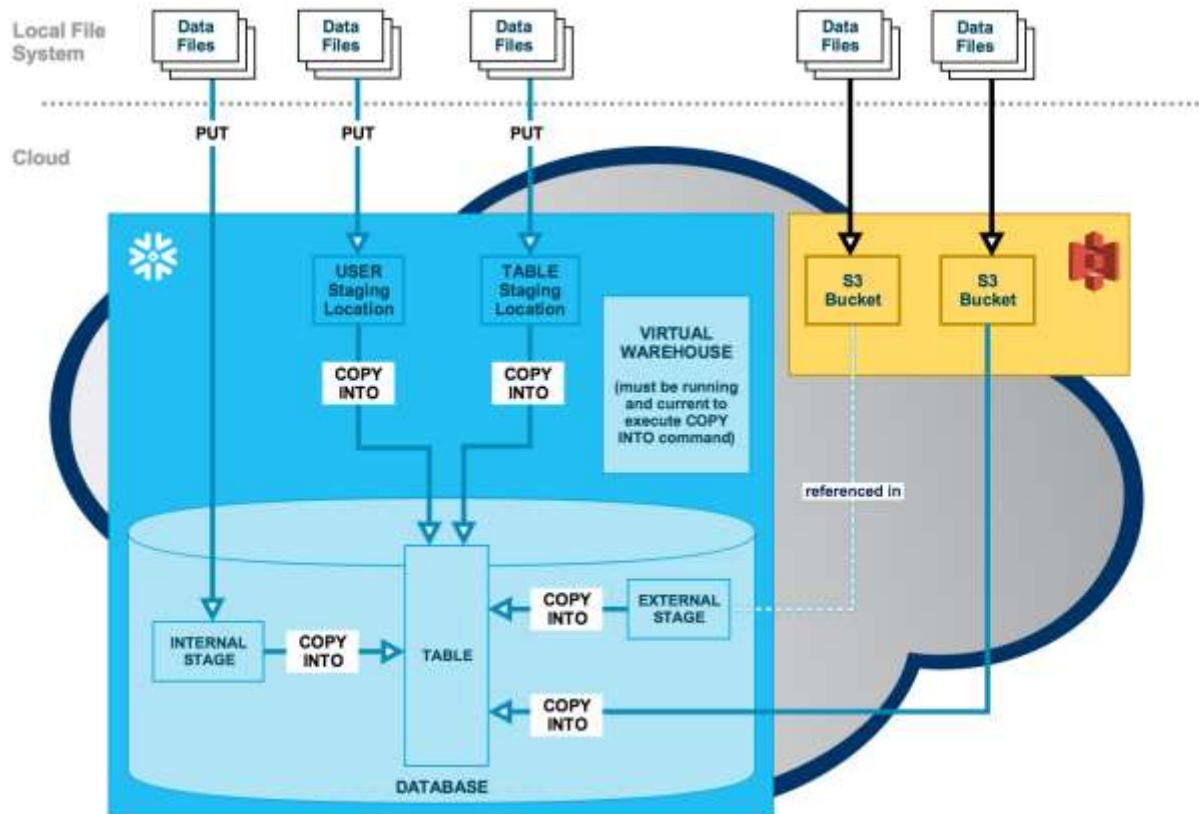 Local File
System
Data
Files
Data
Files
Data
Files
Data
Files
Data
Files
PUT
PUT
PUT
Cloud
USER
Staging
Location
TABLE
Staging
Location
S3
Bucket
S3
Bucket
VIRTUAL
WAREHOUSE
(must be running
and current to
execute COPY
INTO command)
COPY
INTO
COPY
INTO
referenced in
INTERNAL
STAGE
COPY
INTO
TABLE
COPY
INTO
EXTERNAL
STAGE
COPY
INTO
DATABASE